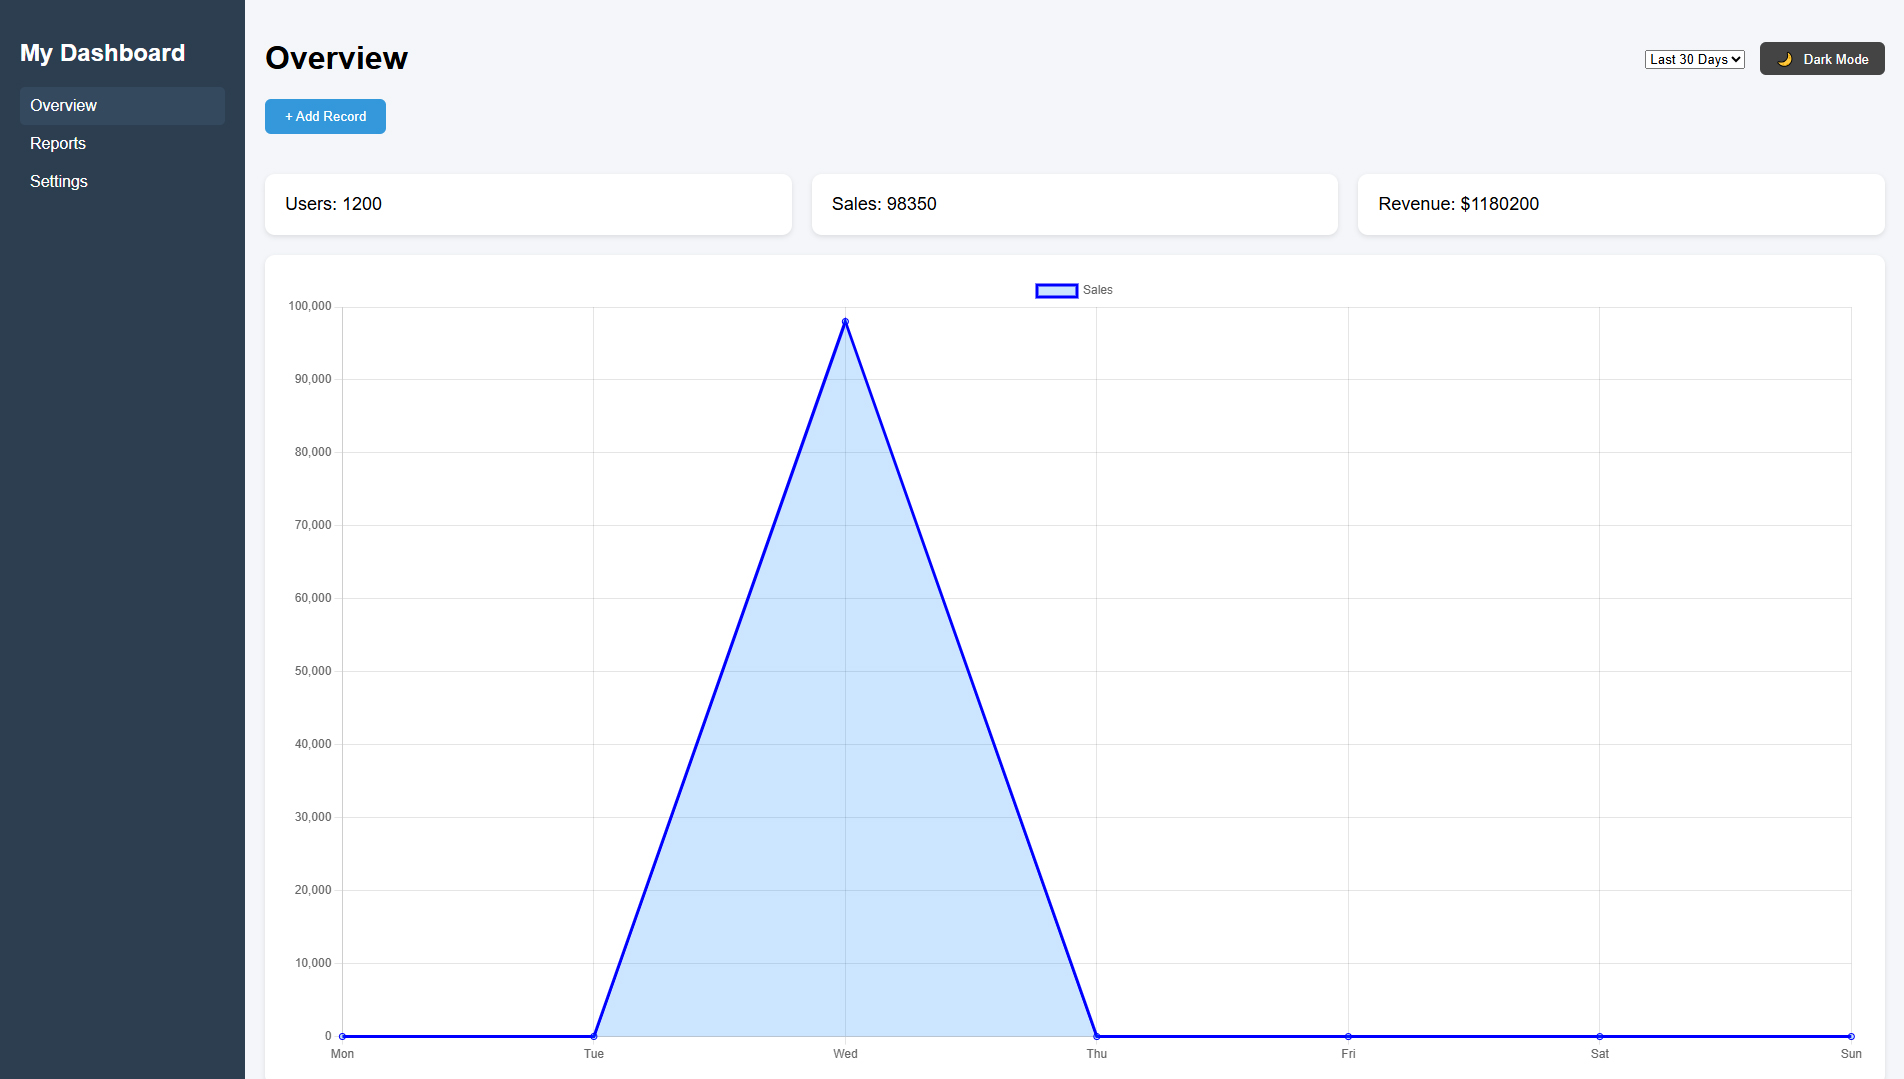 My Dashboard
Overview
Reports
Settings
Overview
Last 30 Days
🌙 Dark Mode
+ Add Record
Users: 1200
Sales: 98350
Revenue: $1180200
Sales
100,000
90,000
80,000
70,000
60,000
50,000
40,000
30,000
20,000
10,000
0
Mon Tue Wed Thu Fri Sat Sun